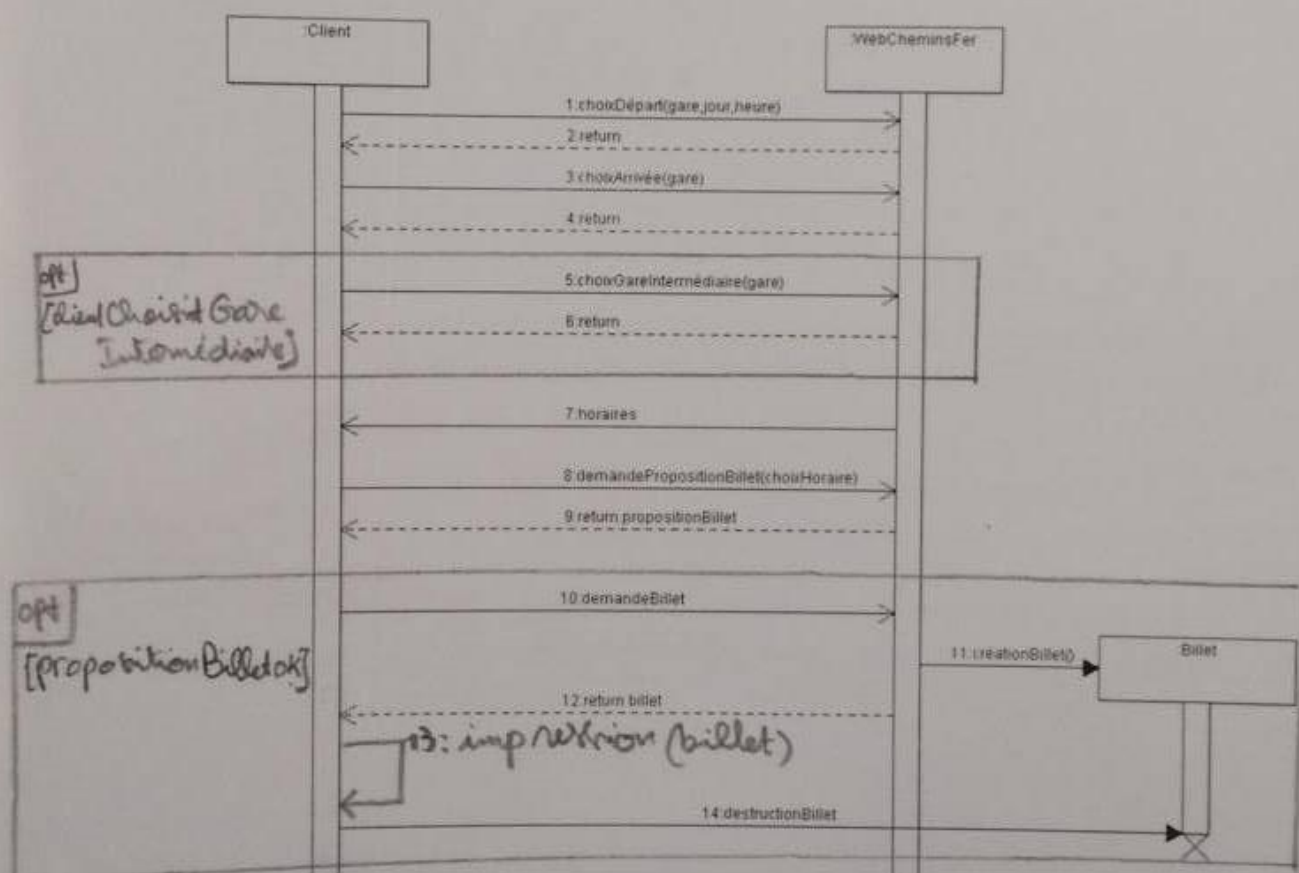 :Client
:WebCheminsFer
1:choixDépart(gare,jour,heure)
2:return
3:choixArrivée(gare)
4:return
opt
5:choixGareIntermédiaire(gare)
[clientChoisitGare
Intermédiaire]
6:return
7:horaires
8:demandePropositionBillet(choixHoraire)
9:return propositionBillet
opt
10:demandeBillet
[propositionBilletok]
11:créationBillet()
Billet
12:return billet
13: impression (billet)
14:destructionBillet